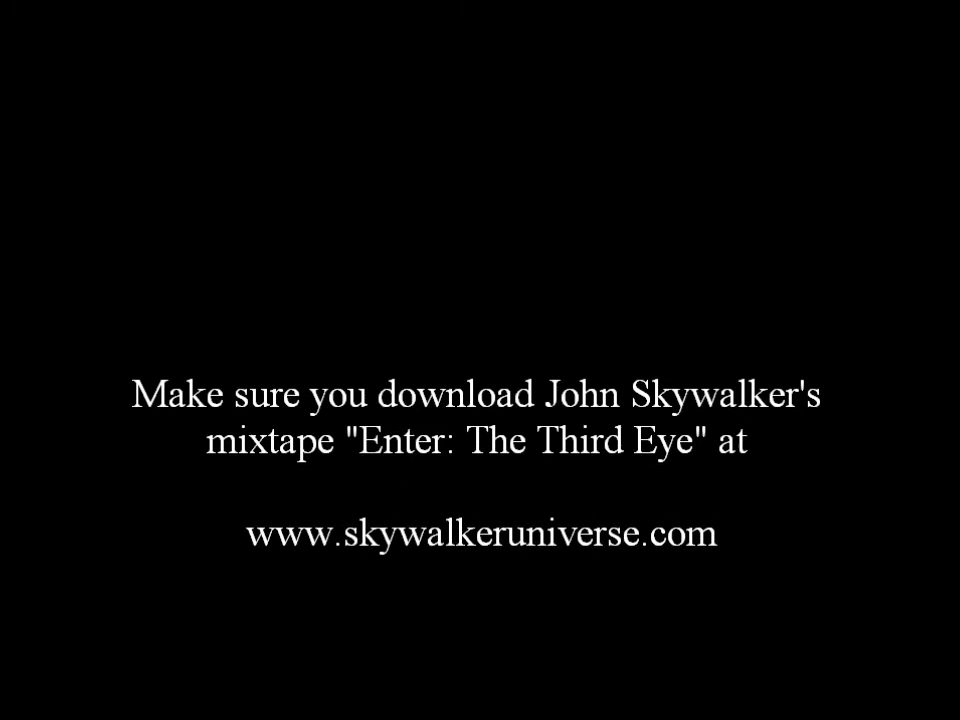 Make sure you download John Skywalker's
mixtape "Enter: The Third Eye" at
www.skywalkeruniverse.com